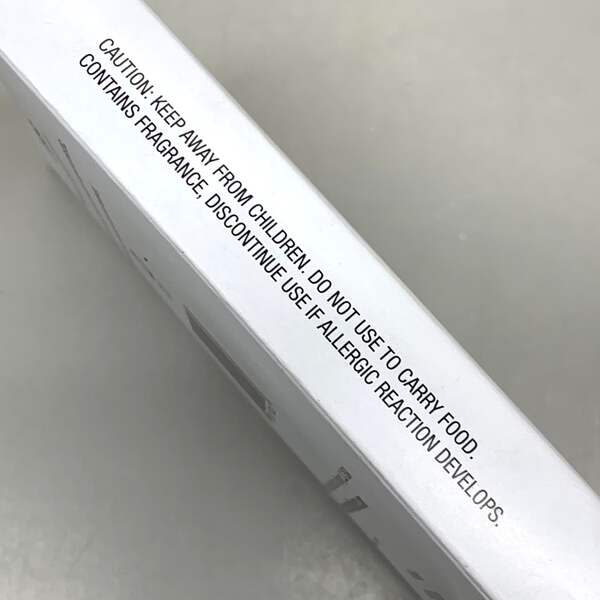 CAUTION: KEEP AWAY FROM CHILDREN. DO NOT USE TO CARRY FOOD.
CONTAINS FRAGRANCE, DISCONTINUE USE IF ALLERGIC REACTION DEVELOPS.